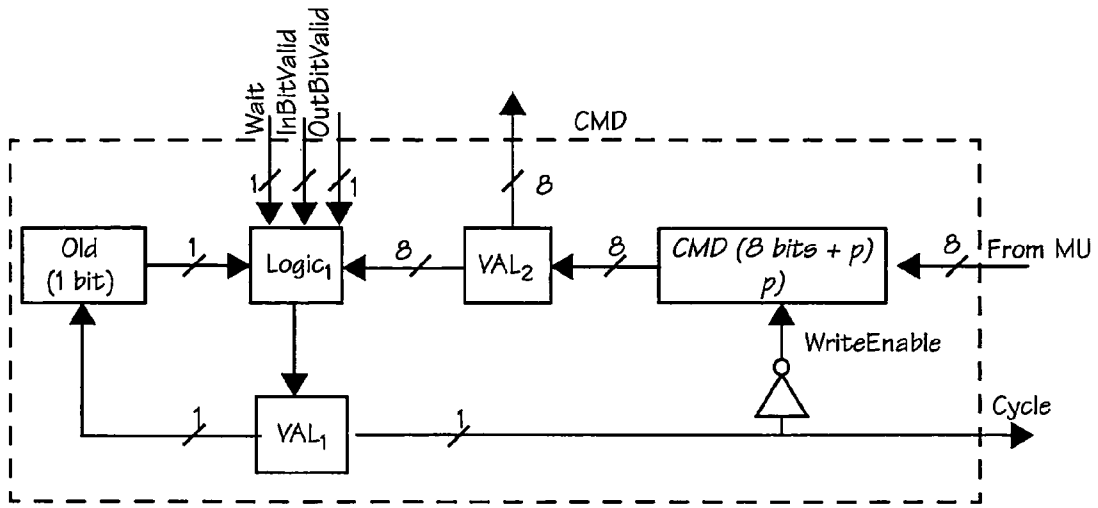 Wait
InBitValid
OutBitValid
CMD
1
1
8
Old
(1 bit)
1
Logic1
8
VAL2
8
CMD (8 bits + p)
p)
8
From MU
WriteEnable
1
VAL1
1
Cycle